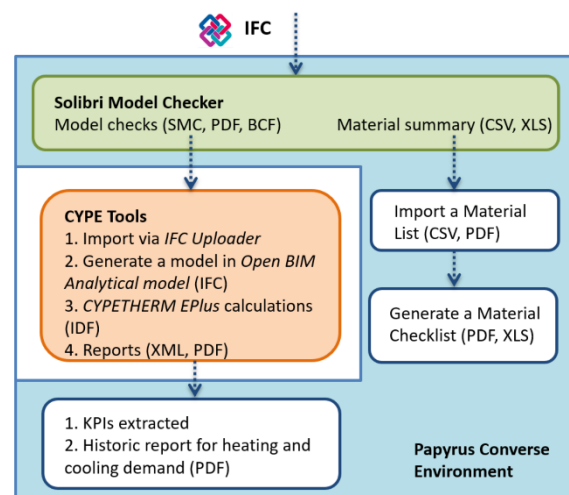 IFC
Solibri Model Checker
Model checks (SMC, PDF, BCF)
Material summary (CSV, XLS)
CYPE Tools
1. Import via IFC Uploader
2. Generate a model in Open BIM
Analytical model (IFC)
3. CYPETHERM EPlus calculations
(IDF)
4. Reports (XML, PDF)
Import a Material
List (CSV, PDF)
Generate a Material
Checklist (PDF, XLS)
1. KPIs extracted
2. Historic report for heating and
cooling demand (PDF)
Papyrus Converse
Environment